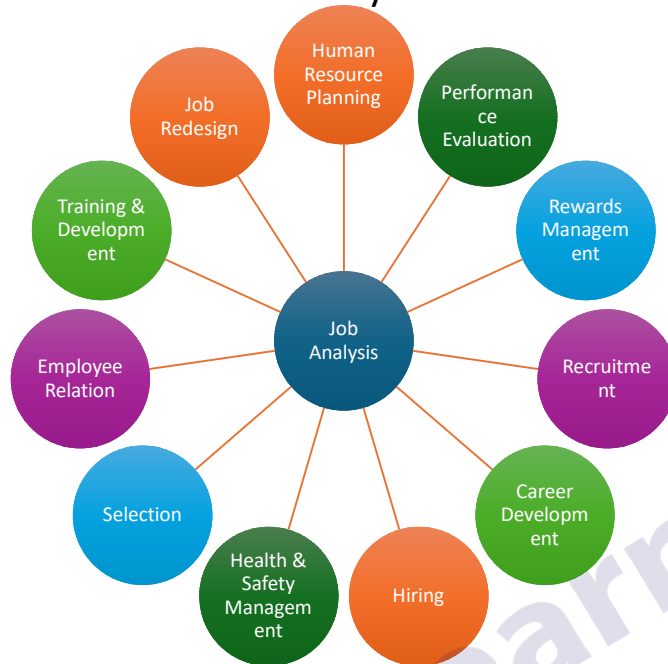 Human
Resource
Planning
Performan
ce
Evaluation
Rewards
Managem
ent
Recruitme
nt
Career
Developm
ent
Hiring
Health &
Safety
Managem
ent
Selection
Employee
Relation
Training &
Developm
ent
Job
Redesign
Job
Analysis